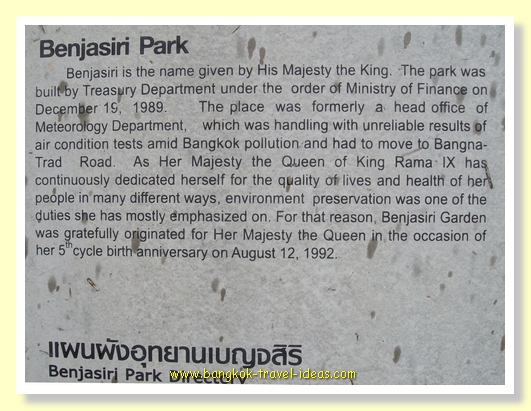 Benjasiri Park
Benjasiri is the name given by His Majesty the King. The park was
built by Treasury Department under the order of Ministry of Finance on
December 19, 1989. The place was formerly a head office of
Meteorology Department, which was handling with unreliable results of
air condition tests amid Bangkok pollution and had to move to Bangna-
Trad Road. As Her Majesty the Queen of King Rama IX has
continuously dedicated herself for the quality of lives and health of her
people in many different ways, environment preservation was one of the
duties she has mostly emphasized on. For that reason, Benjasiri Garden
was gratefully originated for Her Majesty the Queen in the occasion of
her 5th cycle birth anniversary on August 12, 1992.
แผนผังอุทยานเบญจสิริ
Benjasiri Park Directory
www.bangkok-travel-ideas.com